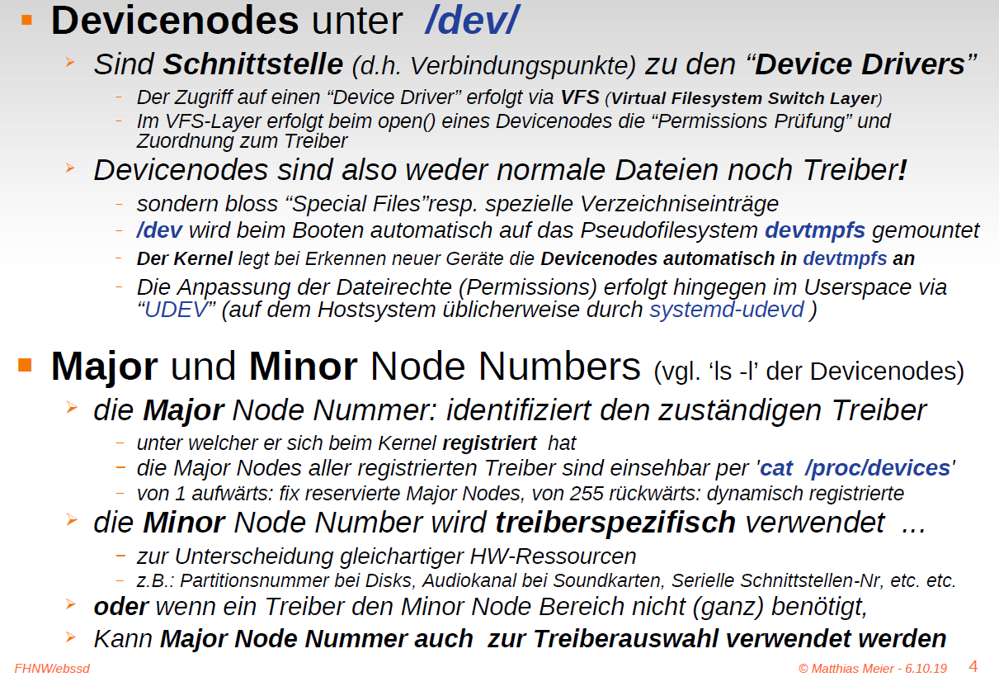 Devicenodes unter /dev/
Sind Schnittstelle (d.h. Verbindungspunkte) zu den “Device Drivers”
Der Zugriff auf einen “Device Driver” erfolgt via VFS (Virtual Filesystem Switch Layer)
Im VFS-Layer erfolgt beim open() eines Devicenodes die “Permissions Prüfung” und
Zuordnung zum Treiber
Devicenodes sind also weder normale Dateien noch Treiber!
sondern bloss “Special Files”resp. spezielle Verzeichniseinträge
/dev wird beim Booten automatisch auf das Pseudofilesystem devtmpfs gemountet
Der Kernel legt bei Erkennen neuer Geräte die Devicenodes automatisch in devtmpfs an
Die Anpassung der Dateirechte (Permissions) erfolgt hingegen im Userspace via
“UDEV” (auf dem Hostsystem üblicherweise durch systemd-udevd )
Major und Minor Node Numbers (vgl. ‘ls -l’ der Devicenodes)
die Major Node Nummer: identifiziert den zuständigen Treiber
unter welcher er sich beim Kernel registriert hat
die Major Nodes aller registrierten Treiber sind einsehbar per 'cat /proc/devices'
von 1 aufwärts: fix reservierte Major Nodes, von 255 rückwärts: dynamisch registrierte
die Minor Node Number wird treiberspezifisch verwendet ...
zur Unterscheidung gleichartiger HW-Ressourcen
z.B.: Partitionsnummer bei Disks, Audiokanal bei Soundkarten, Serielle Schnittstellen-Nr, etc. etc.
oder wenn ein Treiber den Minor Node Bereich nicht (ganz) benötigt,
Kann Major Node Nummer auch zur Treiberauswahl verwendet werden
FHNW/ebssd
© Matthias Meier - 6.10.19 4